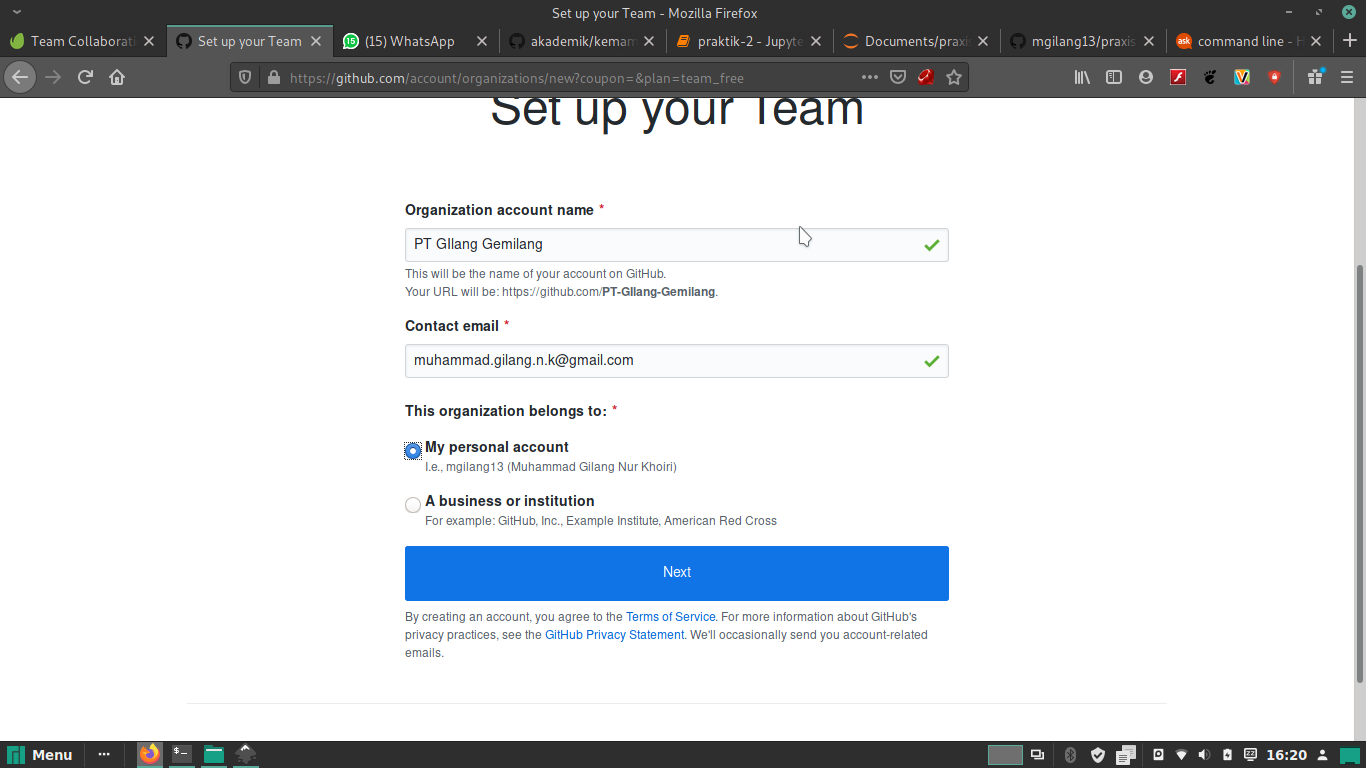 Set up your Team - Mozilla Firefox
Team Collaborati
Set up your Team
(15) WhatsApp
akademik/kemam
praktik-2 - Jupyte
Documents/praxis
mgilang13/praxis
command line - H
https://github.com/account/organizations/new?coupon=&plan=team_free
Set up your Team
Organization account name *
PT GIlang Gemilang
This will be the name of your account on GitHub.
Your URL will be: https://github.com/PT-GIlang-Gemilang.
Contact email *
muhammad.gilang.n.k@gmail.com
This organization belongs to: *
My personal account
I.e., mgilang13 (Muhammad Gilang Nur Khoiri)
A business or institution
For example: GitHub, Inc., Example Institute, American Red Cross
Next
By creating an account, you agree to the Terms of Service. For more information about GitHub's
privacy practices, see the GitHub Privacy Statement. We'll occasionally send you account-related
emails.
Menu
16:20